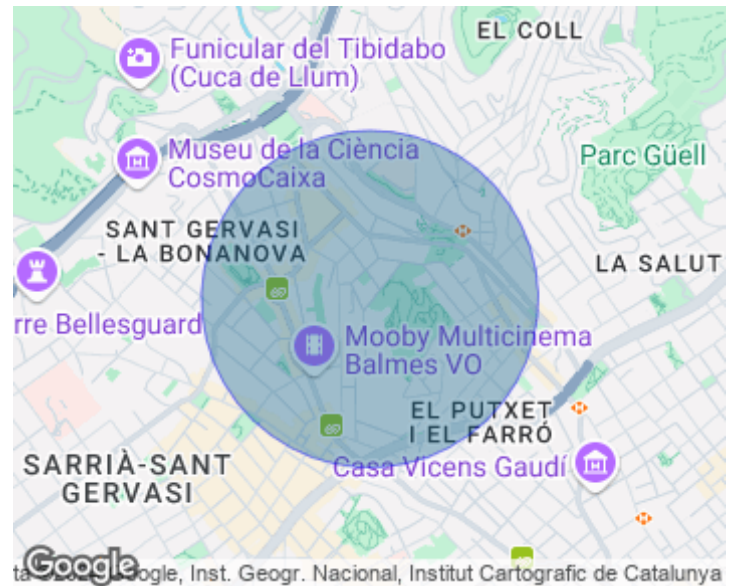 EL COLL
Funicular del Tibidabo
(Cuca de Llum)
Museu de la Ciència
CosmoCaixa
Parc Güell
SANT GERVASI
- LA BONANOVA
LA SALUT
rre Bellesguard
Mooby Multicinema
Balmes VO
EL PUTXET
I EL FARRÓ
SARRIÀ-SANT
GERVASI
Casa Vicens Gaudí
Google
Google, Inst. Geogr. Nacional, Institut Cartografic de Catalunya